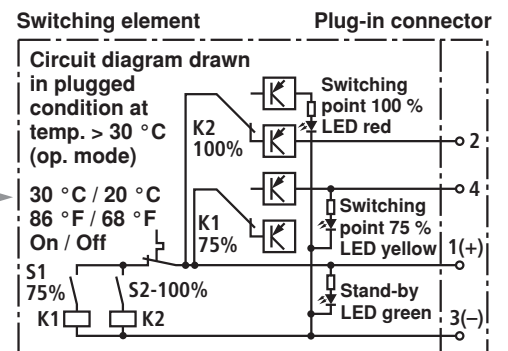 Switching element
Plug-in connector
Circuit diagram drawn
in plugged
condition at
temp. > 30 °C
(op. mode)
30 °C / 20 °C
86 °F / 68 °F
On / Off
K2
100%
Switching
point 100 %
LED red
2
4
K1
75%
Switching
point 75 %
LED yellow
1(+)
S1
75%
S2-100%
K1
K2
Stand-by
LED green
3(–)